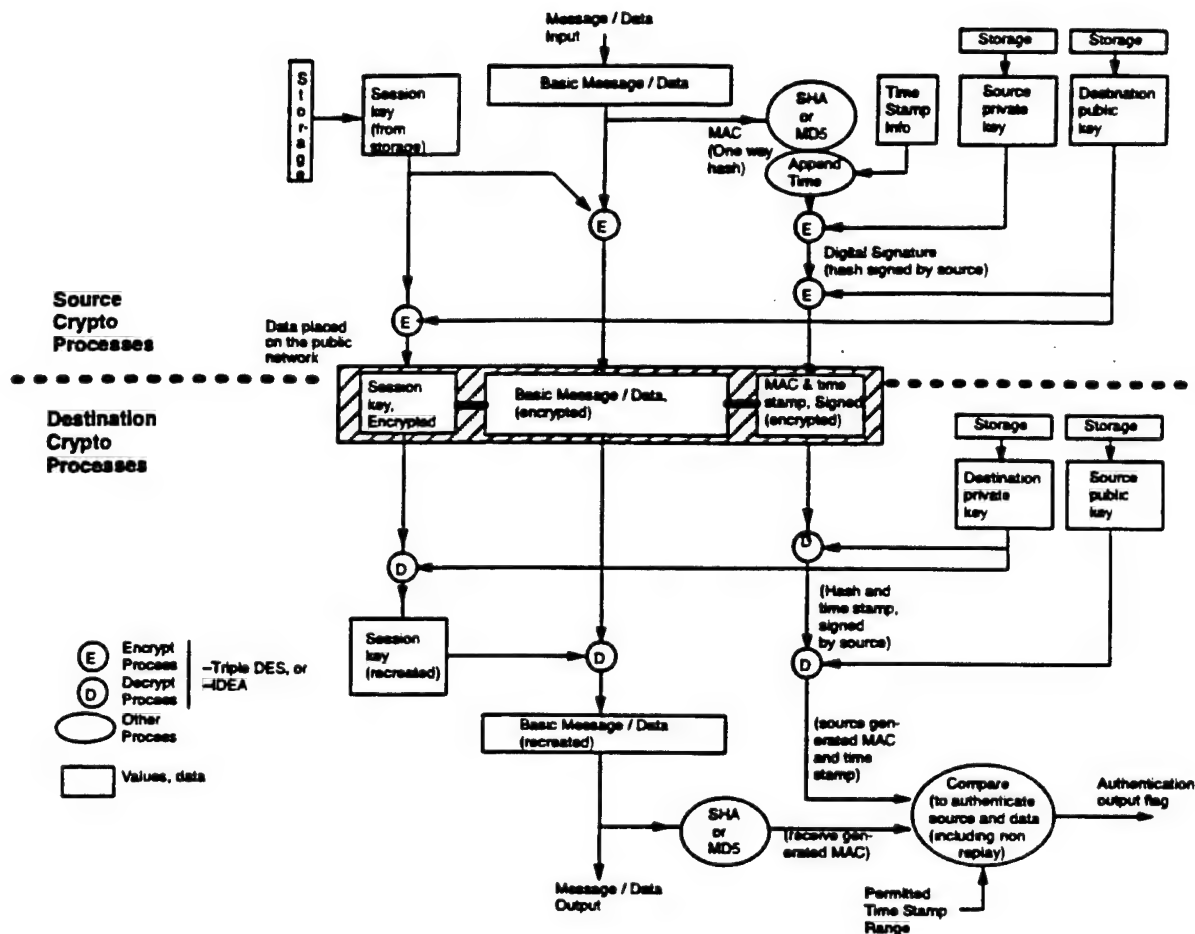 Message / Data
Input
Storage
Storage
Stor-age
Session
key
(from
storage)
Basic Message / Data
SHA
or
MD5
Time
Stamp
Info
Source
private
key
Destination
public
key
MAC
(One way
hash)
Append
Time
E
E
Digital Signature
(hash signed by source)
E
E
Source
Crypto
Processes
Data placed
on the public
network
Session
key,
Encrypted
Basic Message / Data,
(encrypted)
MAC & time
stamp, Signed
(encrypted)
Destination
Crypto
Processes
Storage
Storage
Destination
private
key
Source
public
key
D
D
(Hash and
time stamp,
signed
by source)
Session
key
(recreated)
D
D
E
Encrypt
Process
D
Decrypt
Process
–Triple DES, or
–IDEA
Other
Process
Values, data
Basic Message / Data
(recreated)
(source gen-
erated MAC
and time
stamp)
SHA
or
MD5
(receive gen-
erated MAC)
Compare
(to authenticate
source and data
(including non
replay)
Authentication
output flag
Message / Data
Output
Permitted
Time Stamp
Range